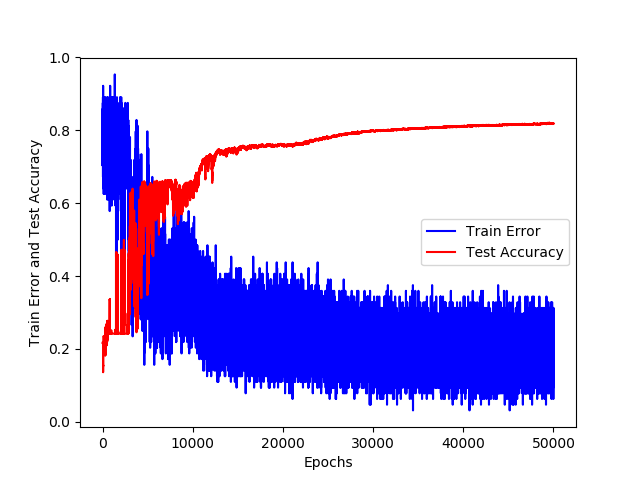 1.0
0.8
0.6
0.4
0.2
0.0
Train Error and Test Accuracy
Train Error
Test Accuracy
0 10000 20000 30000 40000 50000
Epochs